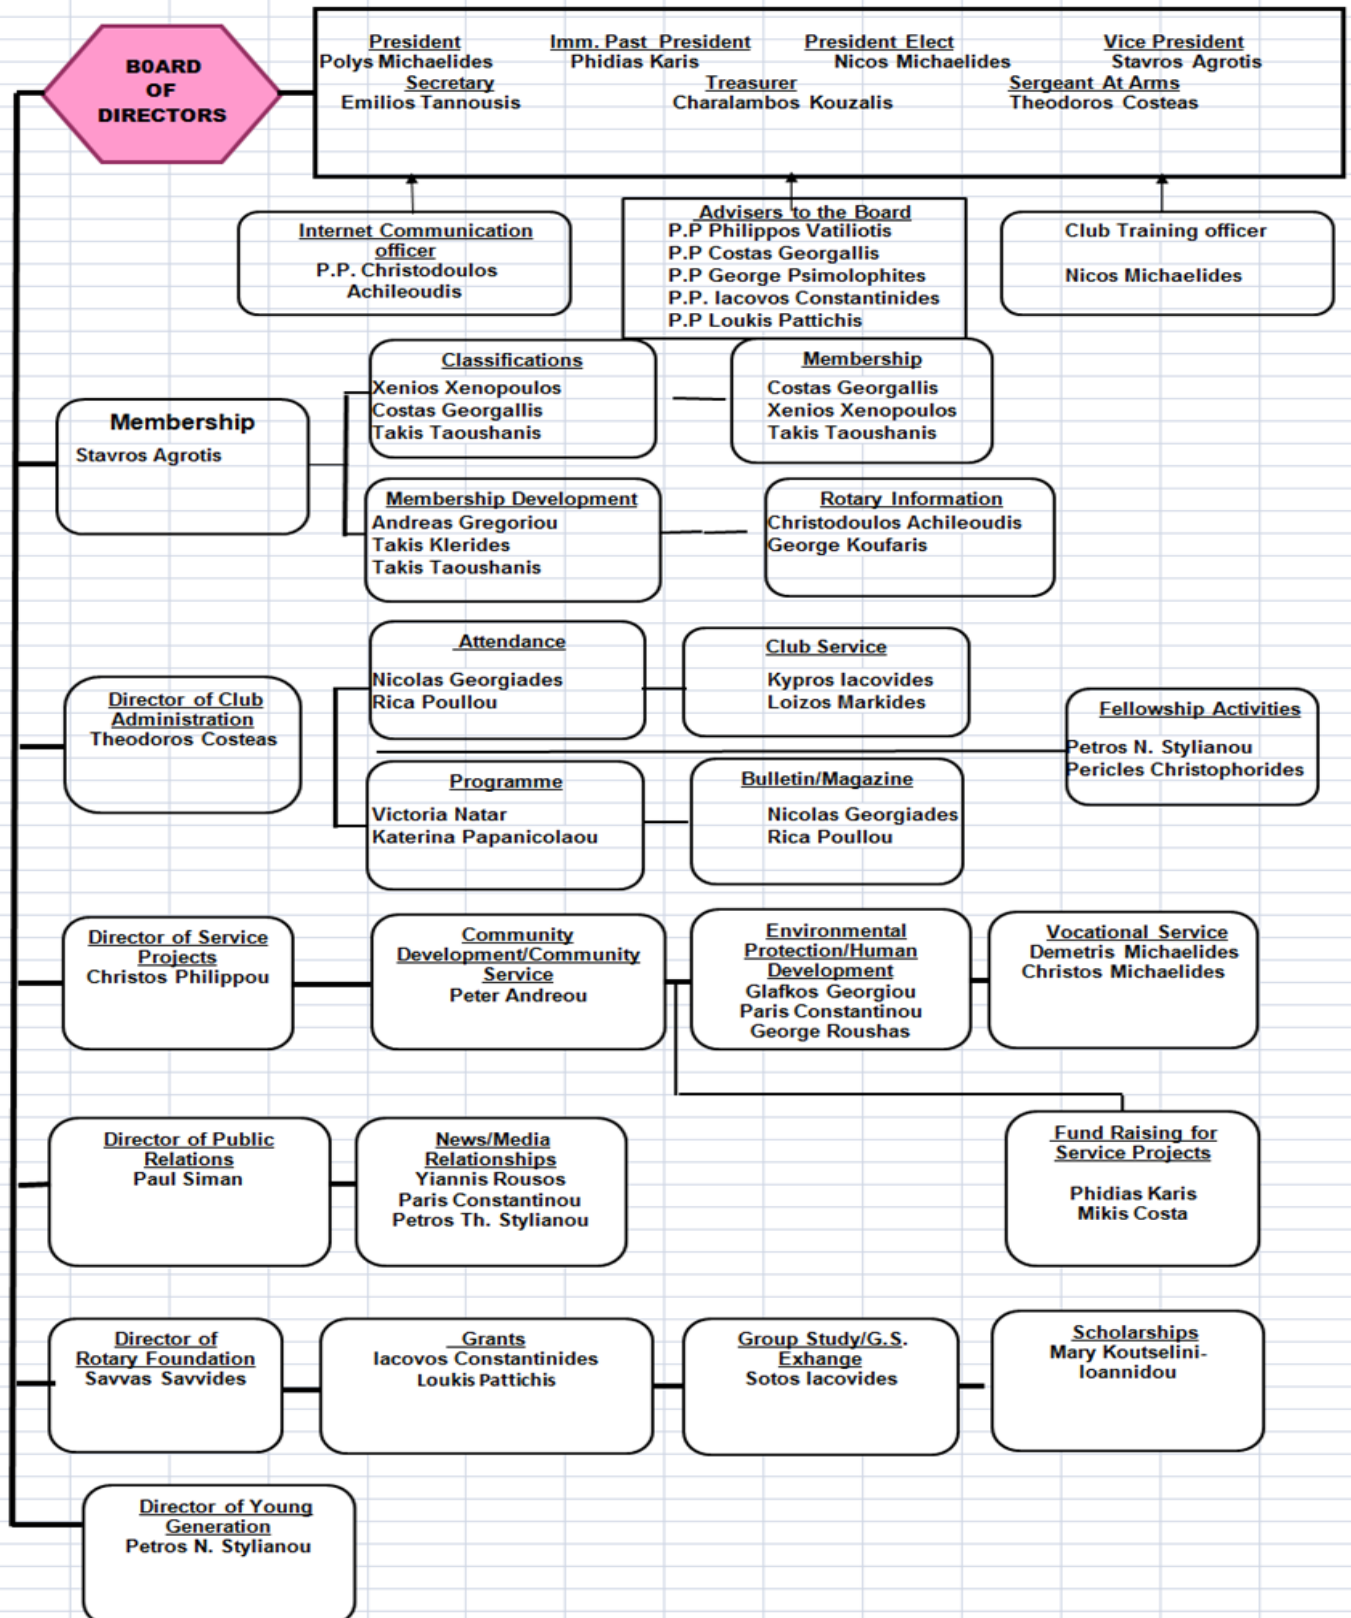 B0ARD
OF
DIRECTORS
President Imm. Past President President Elect Vice President
Polys Michaelides Phidias Karis Nicos Michaelides Stavros Agrotis
Secretary Treasurer Sergeant At Arms
Emilios Tannousis Charalambos Kouzalis Theodoros Costeas
Internet Communication
officer
P.P. Christodoulos
Achileoudis
Advisers to the Board
P.P Philippos Vatiliotis
P.P Costas Georgallis
P.P George Psimolophites
P.P. Iacovos Constantinides
P.P Loukis Pattichis
Club Training officer
Nicos Michaelides
Membership
Stavros Agrotis
Classifications
Xenios Xenopoulos
Costas Georgallis
Takis Taoushanis
Membership
Costas Georgallis
Xenios Xenopoulos
Takis Taoushanis
Membership Development
Andreas Gregoriou
Takis Klerides
Takis Taoushanis
Rotary Information
Christodoulos Achileoudis
George Koufaris
Director of Club
Administration
Theodoros Costeas
Attendance
Nicolas Georgiades
Rica Poullou
Club Service
Kypros Iacovides
Loizos Markides
Fellowship Activities
Petros N. Stylianou
Pericles Christophorides
Programme
Victoria Natar
Katerina Papanicolaou
Bulletin/Magazine
Nicolas Georgiades
Rica Poullou
Director of Service
Projects
Christos Philippou
Community
Development/Community
Service
Peter Andreou
Environmental
Protection/Human
Development
Glafkos Georgiou
Paris Constantinou
George Roushas
Vocational Service
Demetris Michaelides
Christos Michaelides
Director of Public
Relations
Paul Siman
News/Media
Relationships
Yiannis Rousos
Paris Constantinou
Petros Th. Stylianou
Fund Raising for
Service Projects
Phidias Karis
Mikis Costa
Director of
Rotary Foundation
Savvas Savvides
Grants
Iacovos Constantinides
Loukis Pattichis
Group Study/G.S.
Exhange
Sotos Iacovides
Scholarships
Mary Koutselini-
Ioannidou
Director of Young
Generation
Petros N. Stylianou